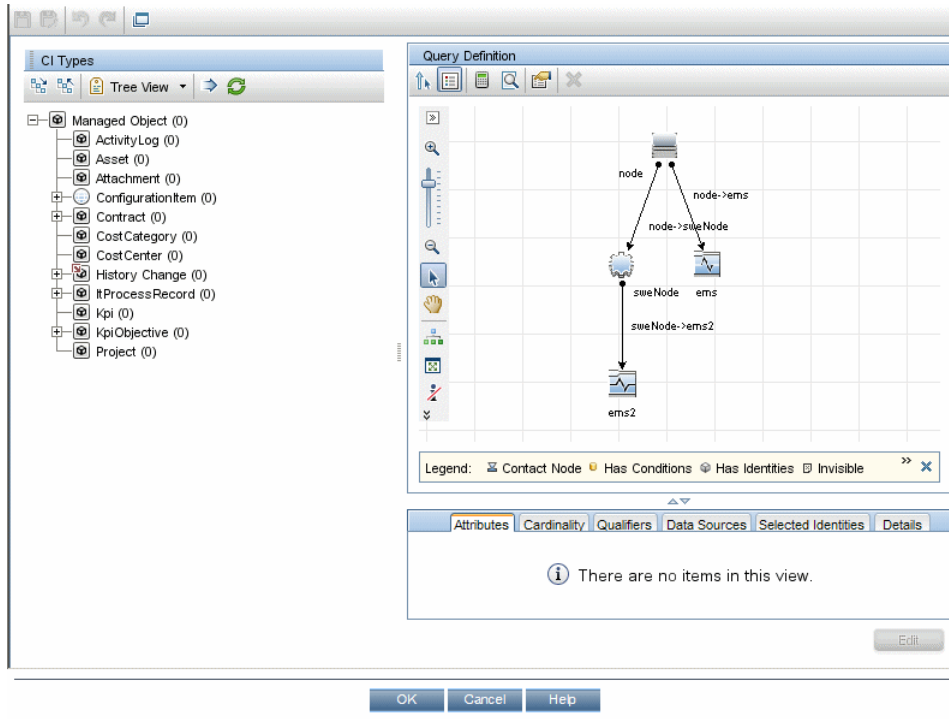 CI Types
Tree View
Managed Object (0)
ActivityLog (0)
Asset (0)
Attachment (0)
ConfigurationItem (0)
Contract (0)
CostCategory (0)
CostCenter (0)
History Change (0)
ItProcessRecord (0)
Kpi (0)
KpiObjective (0)
Project (0)
Query Definition
node
node->ems
node->sweNode
sweNode ems
sweNode->ems2
ems2
Legend: Contact Node Has Conditions Has Identities Invisible
Attributes Cardinality Qualifiers Data Sources Selected Identities Details
There are no items in this view.
Edit...
OK Cancel Help